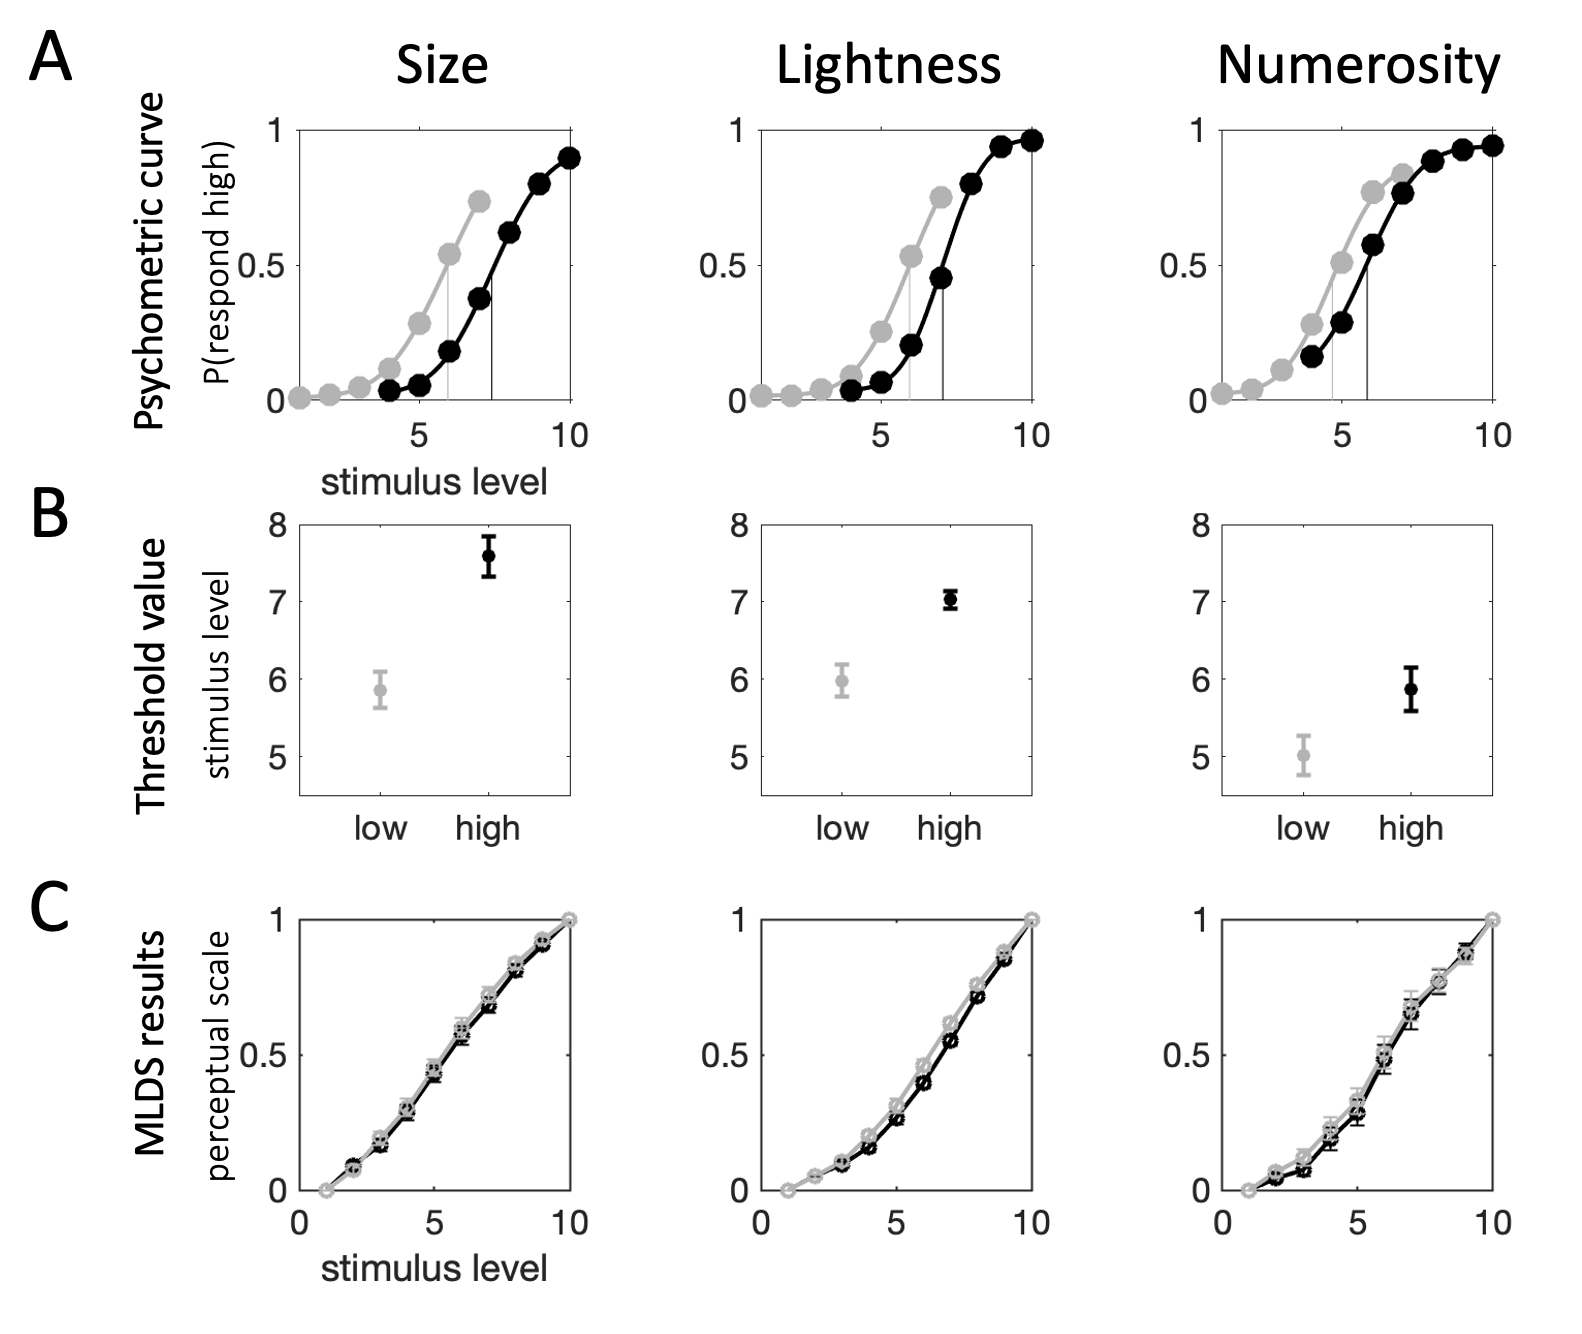 A
Size
Lightness
Numerosity
Psychometric curve
P(respond high)
1
0.5
0
5
10
stimulus level
1
0.5
0
5
10
1
0.5
0
5
10
B
Threshold value
stimulus level
8
7
6
5
low
high
8
7
6
5
low
high
8
7
6
5
low
high
C
MLDS results
perceptual scale
1
0.5
0
0
5
10
stimulus level
1
0.5
0
0
5
10
1
0.5
0
0
5
10